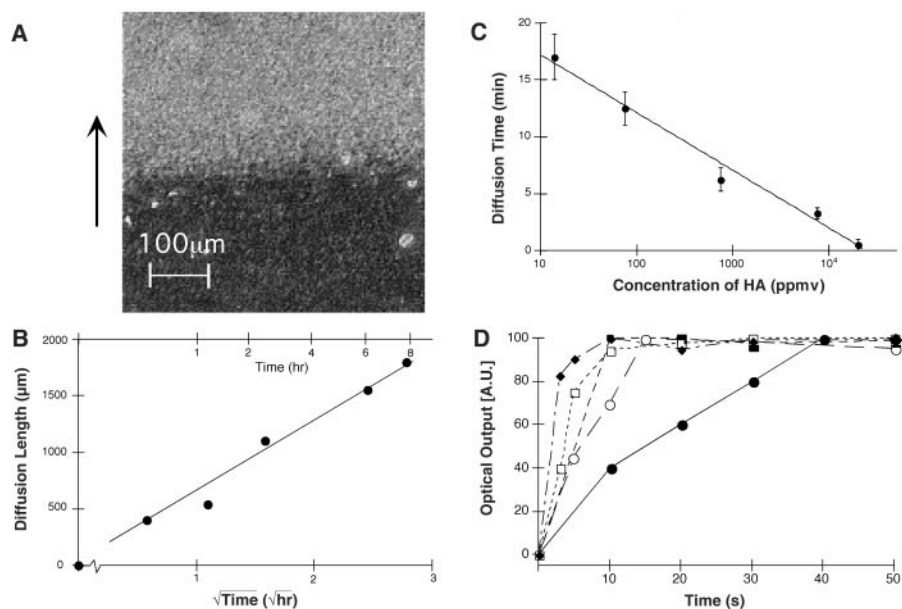 A
100μm
B
2000
1500
1000
500
0
Diffusion Length (μm)
1 2 4 6 8
Time (hr)
1 2 3
√Time (√hr)
C
20
15
10
5
0
Diffusion Time (min)
10 100 1000 10⁴
Concentration of HA (ppmv)
D
100
80
60
40
20
0
Optical Output [A.U.]
0 10 20 30 40 50
Time (s)